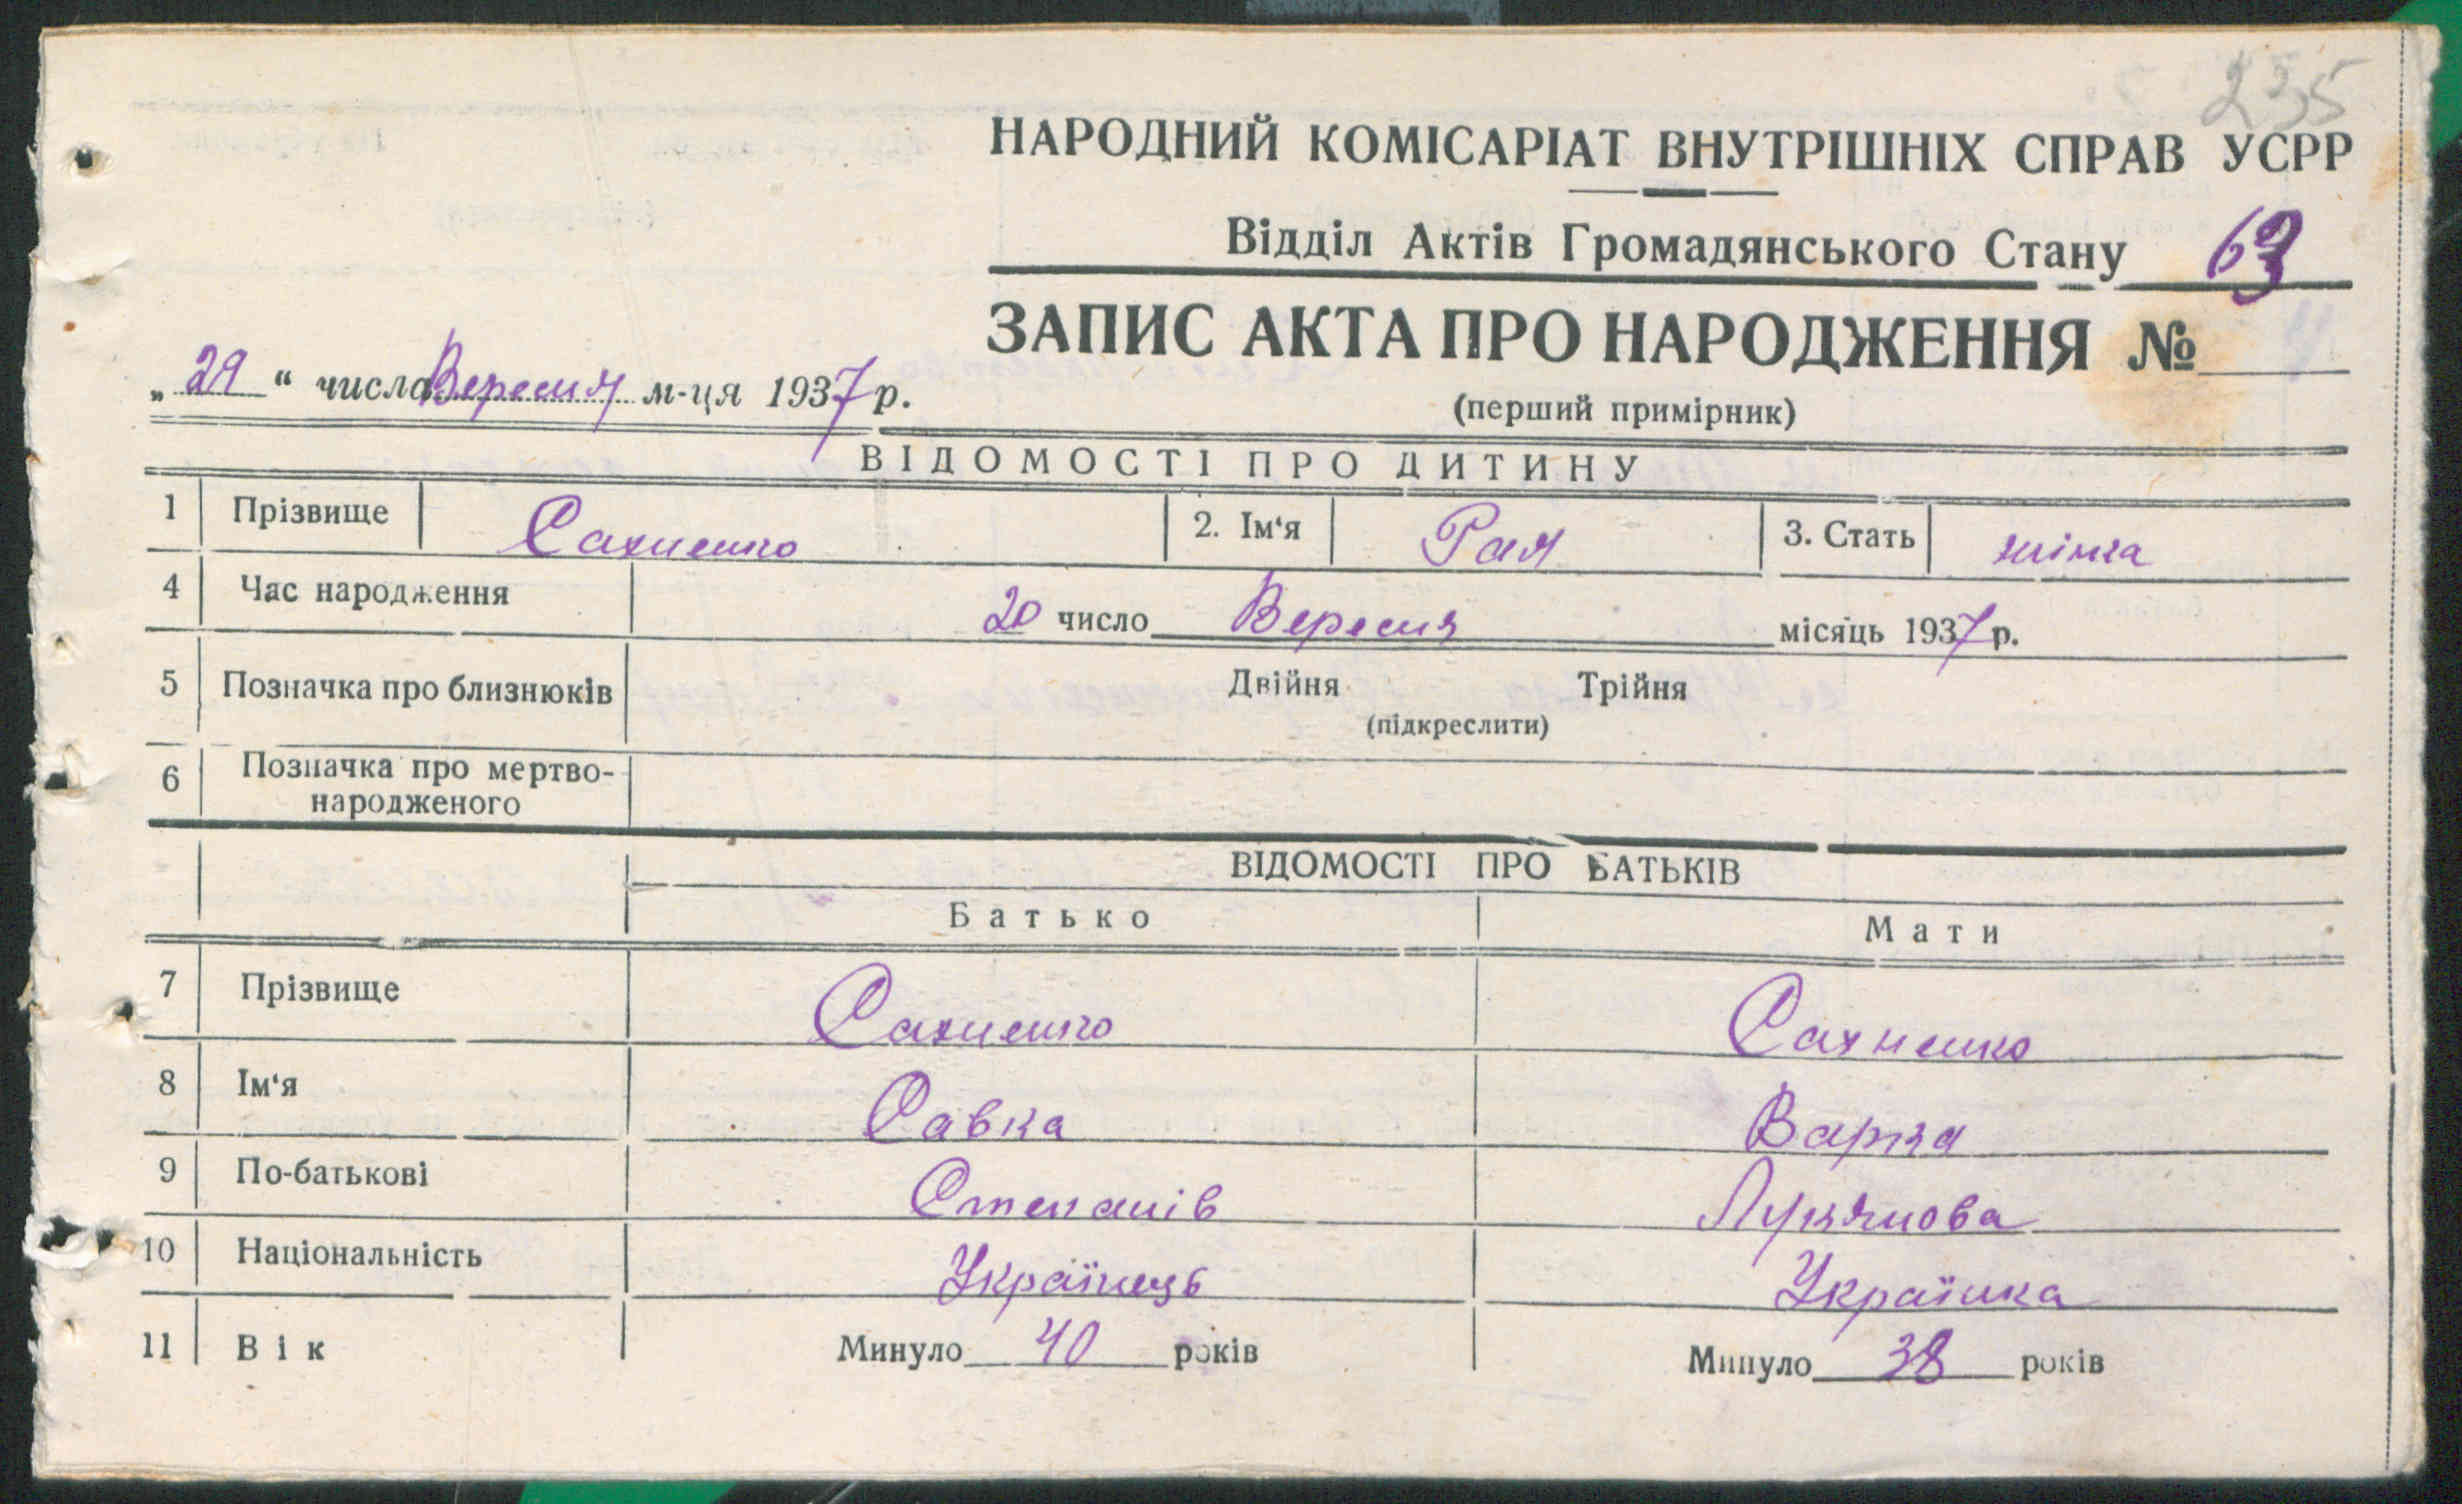 235
НАРОДНИЙ КОМІСАРІАТ ВНУТРІШНІХ СПРАВ УСРР
Відділ Актів Громадянського Стану
63
ЗАПИС АКТА ПРО НАРОДЖЕННЯ №
„29“ числа Вересня м-ця 1937 р.
(перший примірник)
ВІДОМОСТІ ПРО ДИТИНУ
1 Прізвище Сахненко 2. Ім‘я Рая 3. Стать жінка
4 Час народження 20 число Вересня місяць 1937 р.
5 Позначка про близнюків Двійня Трійня
(підкреслити)
6 Позначка про мертво-
народженого
ВІДОМОСТІ ПРО БАТЬКІВ
Батько Мати
7 Прізвище Сахненко Сахненко
8 Ім‘я Савка Варка
9 По-батькові Степанів Лукянова
10 Національність Українець Українка
11 Вік Минуло 40 років Минуло 38 років